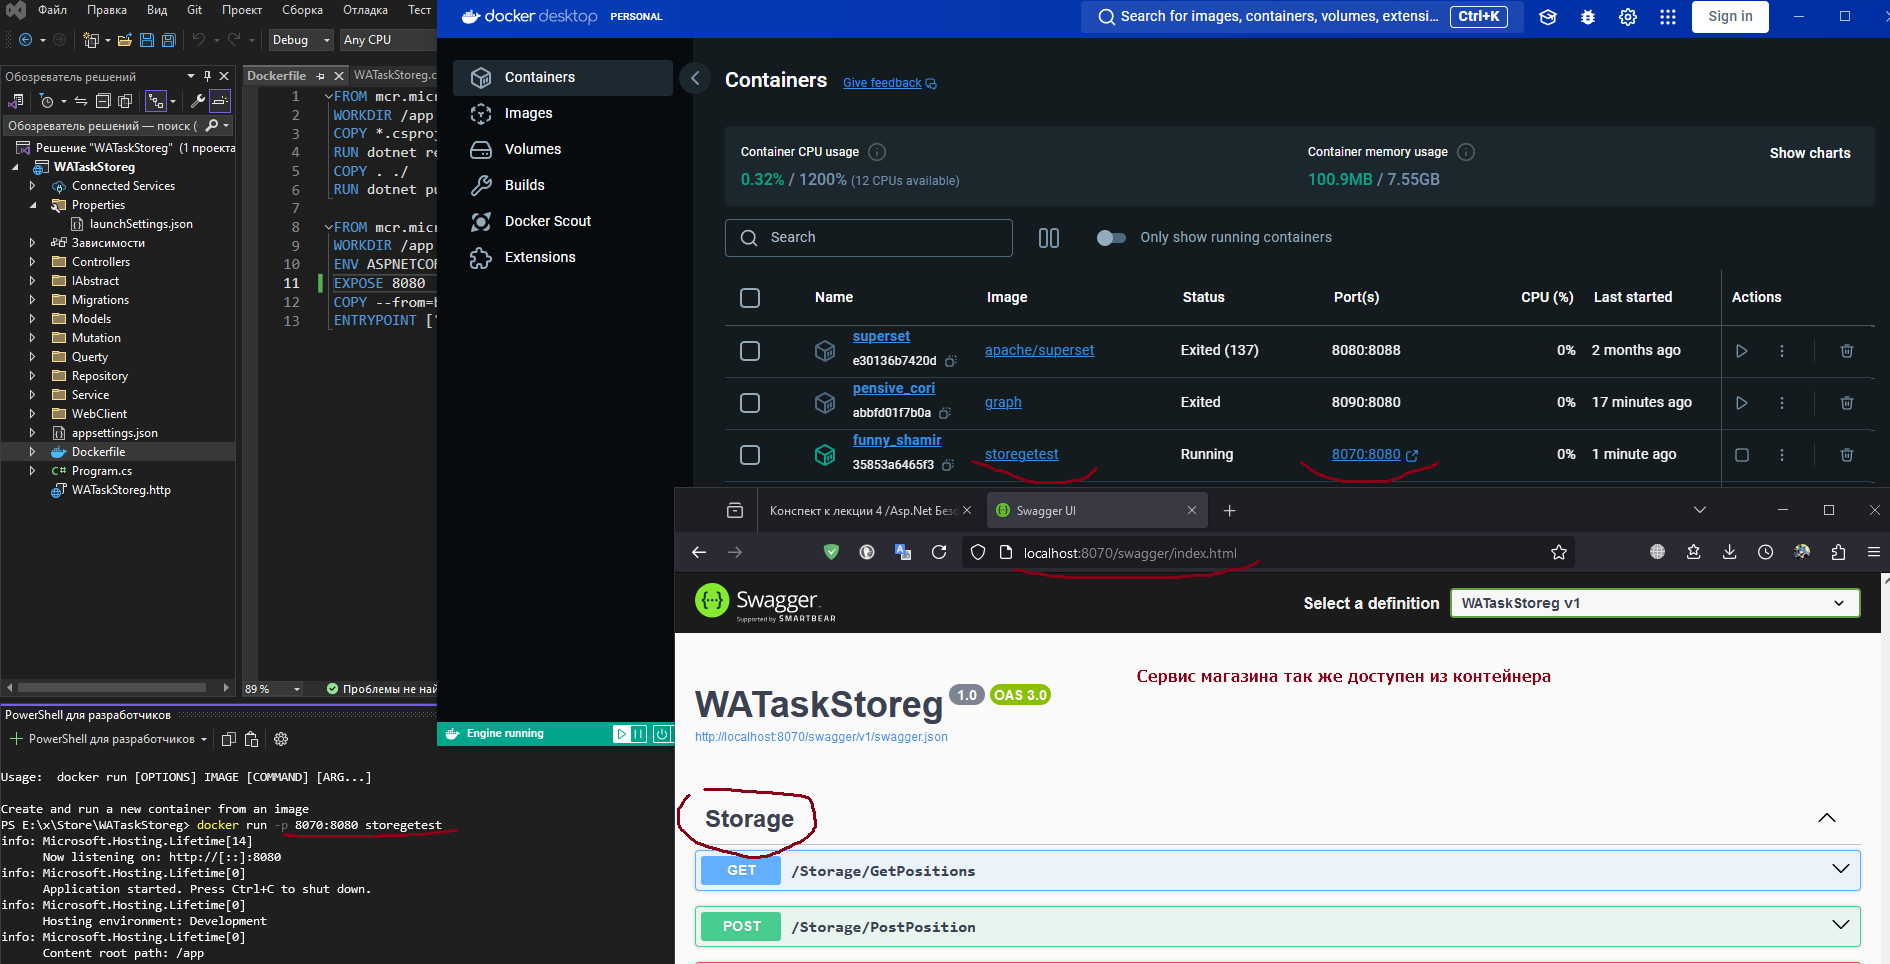 Файл Правка Вид Git Проект Сборка Отладка Тест
Debug Any CPU
Обозреватель решений
Обозреватель решений — поиск (
Решение "WATaskStoreg" (1 проекта
WATaskStoreg
Connected Services
Properties
launchSettings.json
Зависимости
Controllers
IAbstract
Migrations
Models
Mutation
Querty
Repository
Service
WebClient
appsettings.json
Dockerfile
C# Program.cs
WATaskStoreg.http
Dockerfile WATaskStoreg.c
1 FROM mcr.micr
2 WORKDIR /app
3 COPY *.csproj
4 RUN dotnet re
5 COPY . ./
6 RUN dotnet pu
7
8 FROM mcr.micr
9 WORKDIR /app
10 ENV ASPNETCOR
11 EXPOSE 8080
12 COPY --from=
13 ENTRYPOINT ["
89 % Проблемы не най
PowerShell для разработчиков
PowerShell для разработчиков
Usage: docker run [OPTIONS] IMAGE [COMMAND] [ARG...]
Create and run a new container from an image
PS E:\x\Store\WATaskStoreg> docker run -p 8070:8080 storegetest
info: Microsoft.Hosting.Lifetime[14]
Now listening on: http://[::]:8080
info: Microsoft.Hosting.Lifetime[0]
Application started. Press Ctrl+C to shut down.
info: Microsoft.Hosting.Lifetime[0]
Hosting environment: Development
info: Microsoft.Hosting.Lifetime[0]
Content root path: /app
docker desktop PERSONAL
Search for images, containers, volumes, extensi... Ctrl+K
Sign in
Containers
Images
Volumes
Builds
Docker Scout
Extensions
Engine running
Containers Give feedback
Container CPU usage
0.32% / 1200% (12 CPUs available)
Container memory usage
100.9MB / 7.55GB
Show charts
Search
Only show running containers
Name Image Status Port(s) CPU (%) Last started Actions
superset
e30136b7420d apache/superset Exited (137) 8080:8088 0% 2 months ago
pensive_cori
abbfd01f7b0a graph Exited 8090:8080 0% 17 minutes ago
funny_shamir
35853a6465f3 storegetest Running 8070:8080 0% 1 minute ago
Конспект к лекции 4 /Asp.Net Безо Swagger UI
localhost:8070/swagger/index.html
Swagger
Supported by SMARTBEAR
Select a definition WATaskStoreg v1
Сервис магазина так же доступен из контейнера
WATaskStoreg 1.0 OAS 3.0
http://localhost:8070/swagger/v1/swagger.json
Storage
GET /Storage/GetPositions
POST /Storage/PostPosition